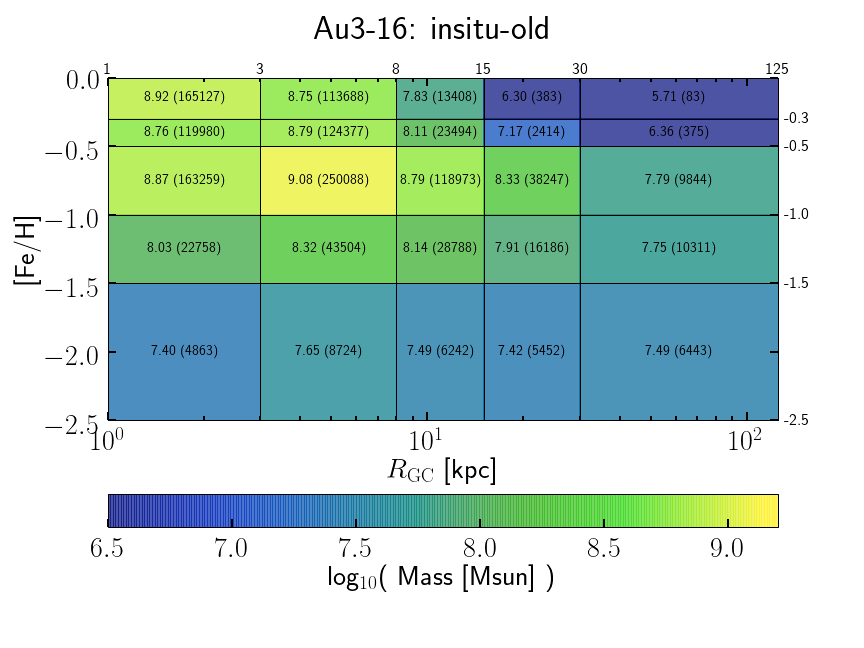 Au3-16: insitu-old
1 3 8 15 30 125
0.0 8.92 (165127) 8.75 (113688) 7.83 (13408) 6.30 (383) 5.71 (83)
-0.3
8.76 (119980) 8.79 (124377) 8.11 (23494) 7.17 (2414) 6.36 (375)
−0.5 -0.5
8.87 (163259) 9.08 (250088) 8.79 (118973) 8.33 (38247) 7.79 (9844)
−1.0 -1.0
[Fe/H]
8.03 (22758) 8.32 (43504) 8.14 (28788) 7.91 (16186) 7.75 (10311)
−1.5 -1.5
−2.0 7.40 (4863) 7.65 (8724) 7.49 (6242) 7.42 (5452) 7.49 (6443)
−2.5 -2.5
10⁰ 10¹ 10²
R_GC [kpc]
6.5 7.0 7.5 8.0 8.5 9.0
log₁₀( Mass [Msun] )